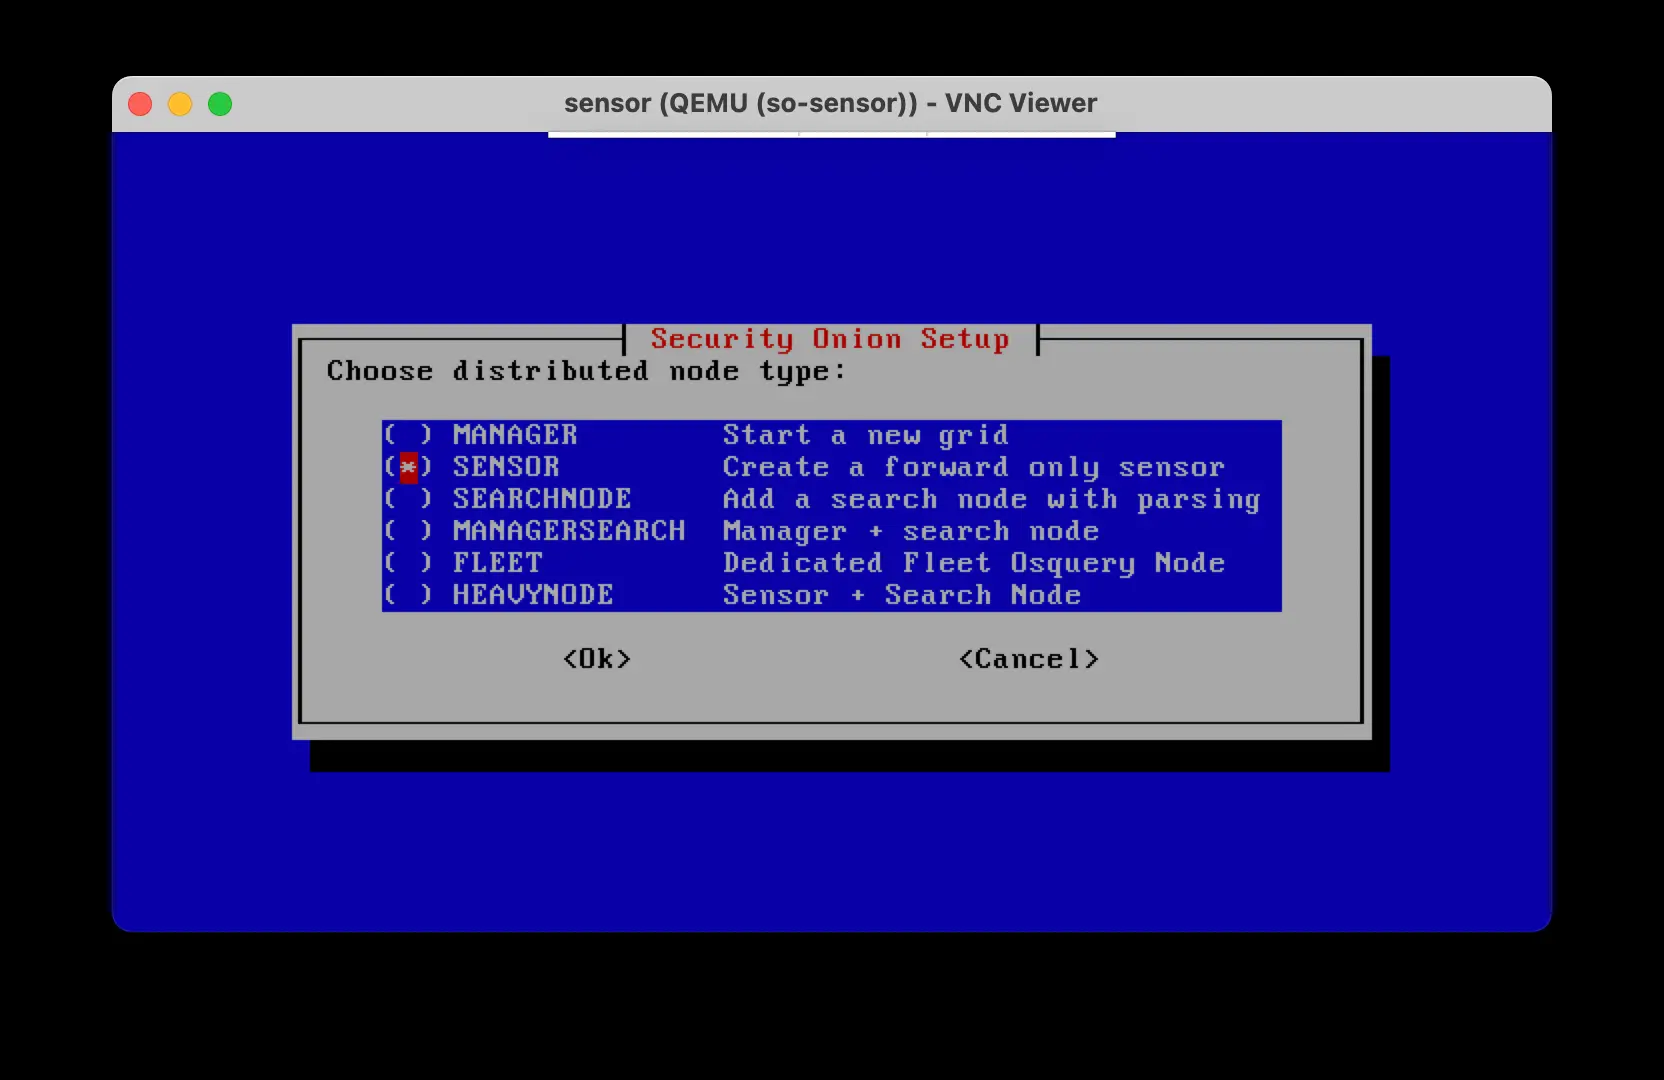 sensor (QEMU (so-sensor)) - VNC Viewer
Security Onion Setup
Choose distributed node type:
( ) MANAGER Start a new grid
(*) SENSOR Create a forward only sensor
( ) SEARCHNODE Add a search node with parsing
( ) MANAGERSEARCH Manager + search node
( ) FLEET Dedicated Fleet Osquery Node
( ) HEAVYNODE Sensor + Search Node
<Ok> <Cancel>